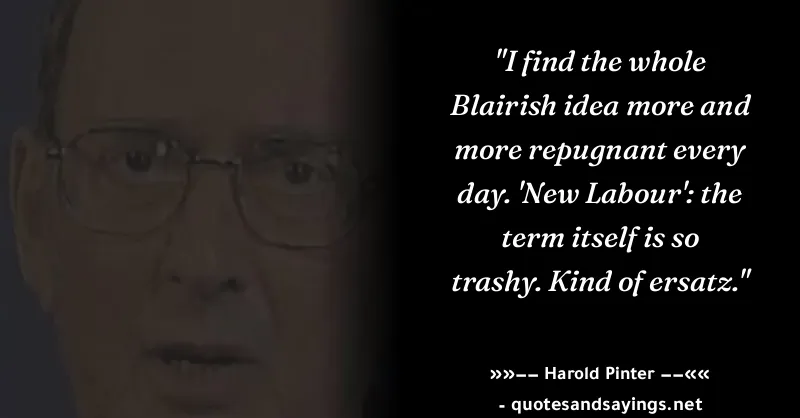 "I find the whole
Blairish idea more and
more repugnant every
day. 'New Labour': the
term itself is so
trashy. Kind of ersatz."
»»−− Harold Pinter −−««
- quotesandsayings.net